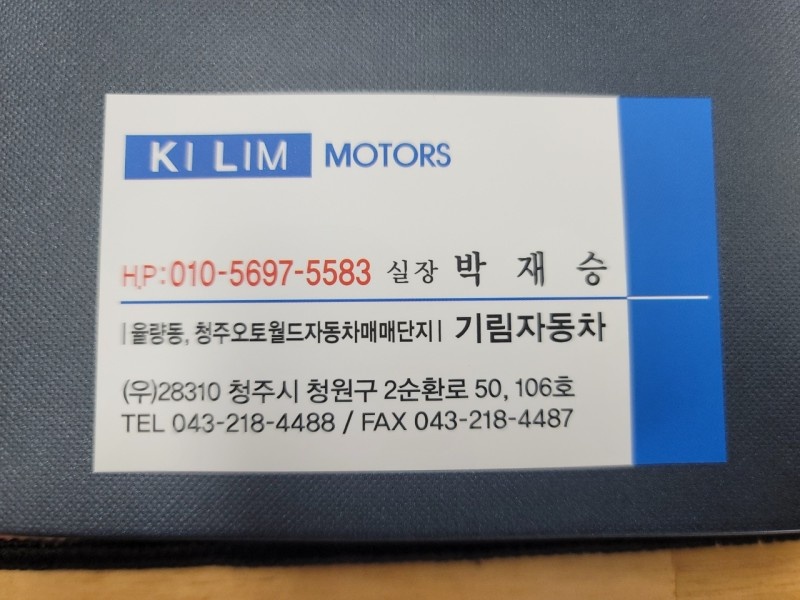 KI LIM MOTORS
H.P:010-5697-5583 실장 박 재 승
|율량동, 청주오토월드자동차매매단지| 기림자동차
(우)28310 청주시 청원구 2순환로 50, 106호
TEL 043-218-4488 / FAX 043-218-4487